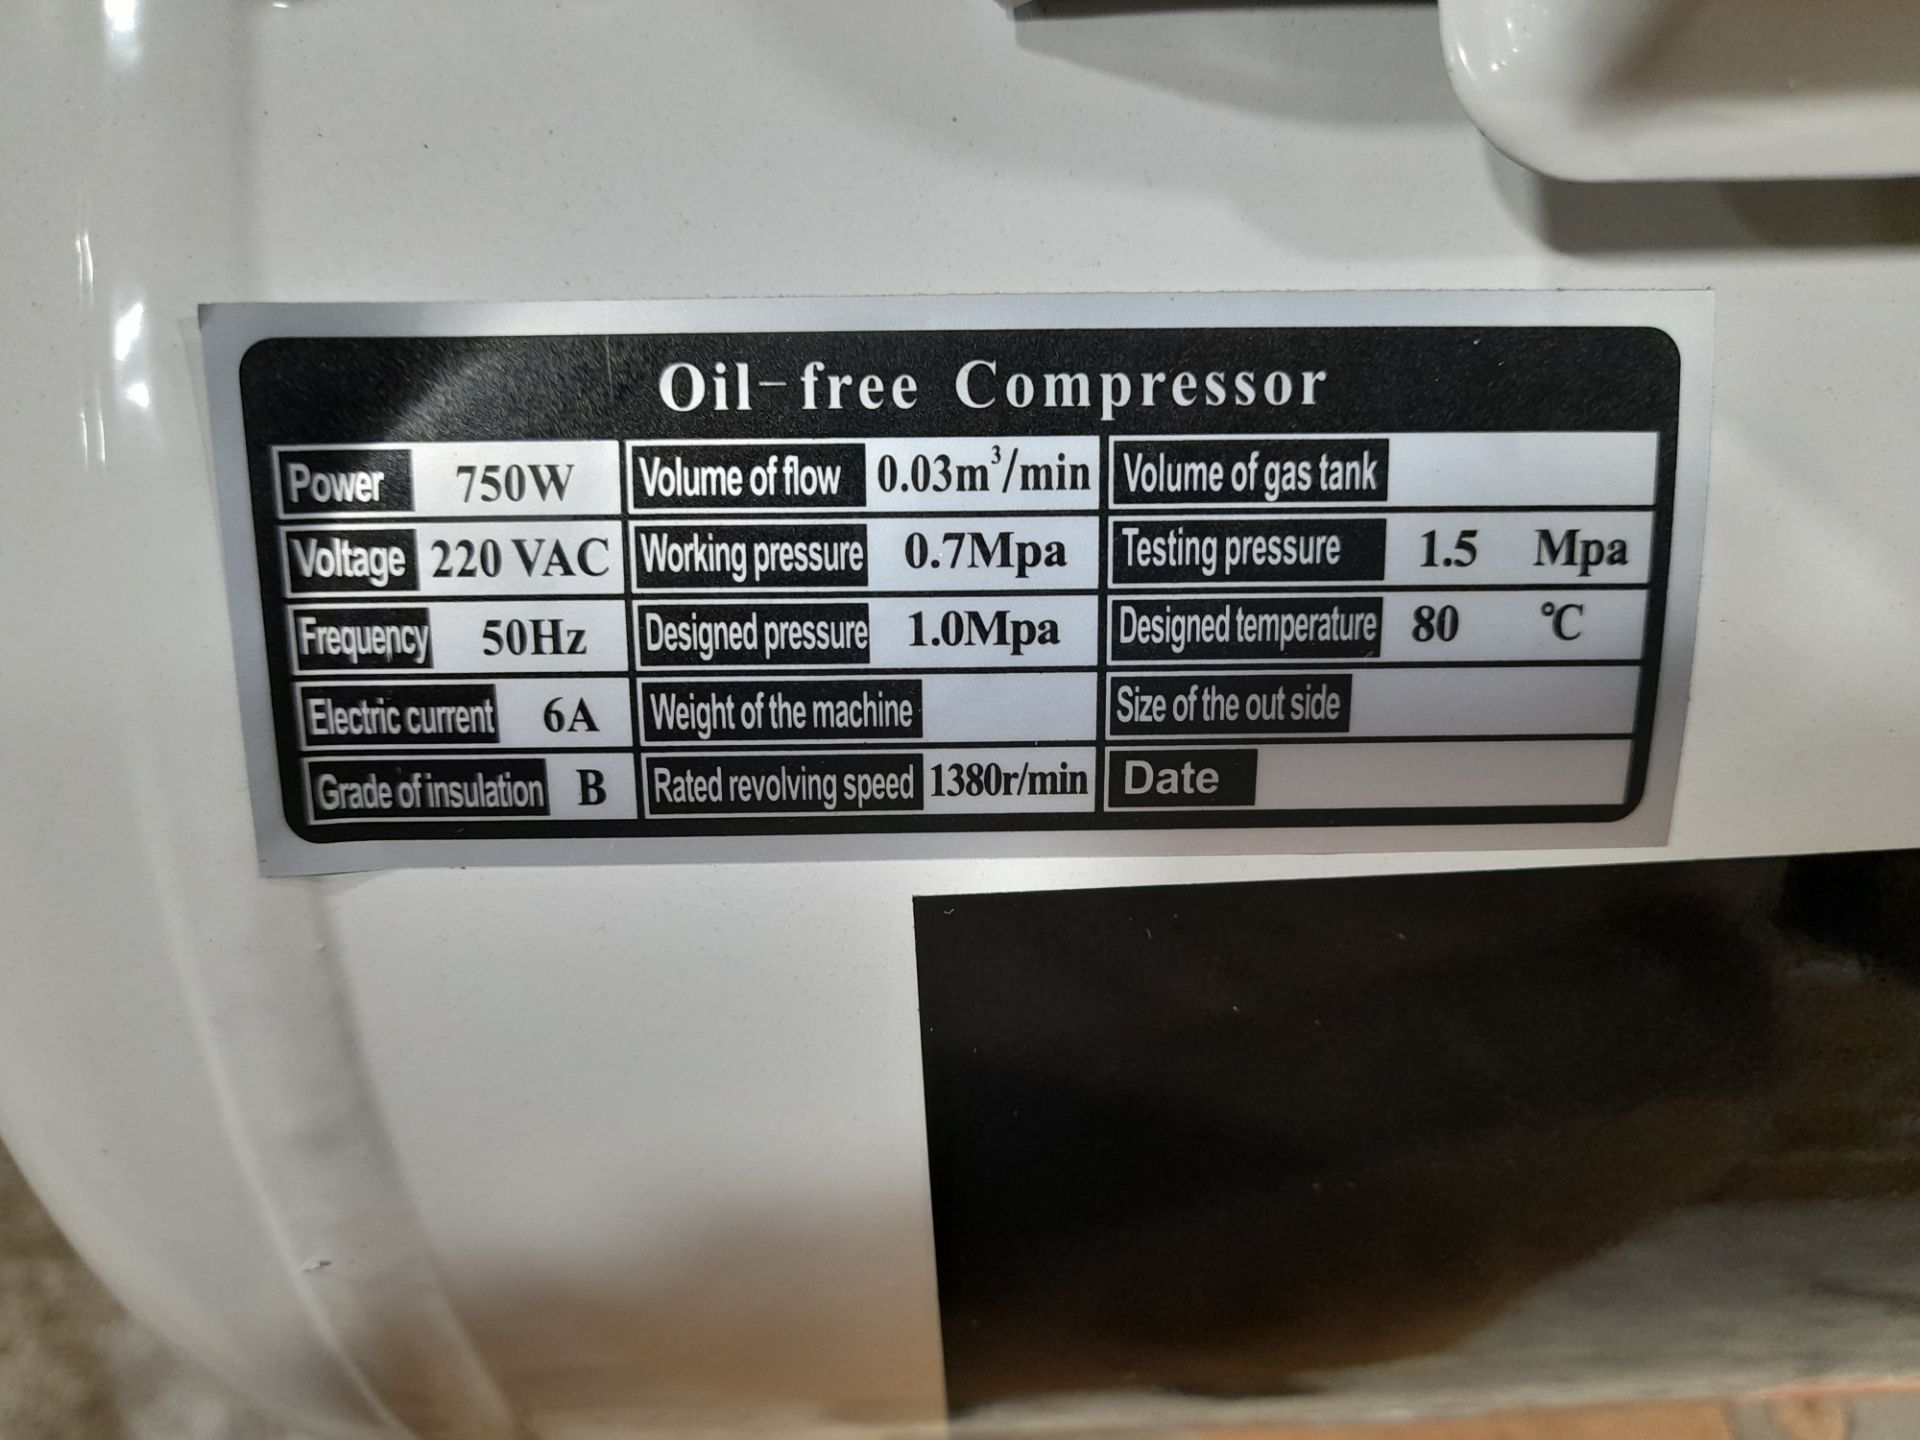 Oil-free Compressor
Power 750W Volume of flow 0.03m³/min Volume of gas tank
Voltage 220 VAC Working pressure 0.7Mpa Testing pressure 1.5 Mpa
Frequency 50Hz Designed pressure 1.0Mpa Designed temperature 80 ℃
Electric current 6A Weight of the machine Size of the out side
Grade of insulation B Rated revolving speed 1380r/min Date